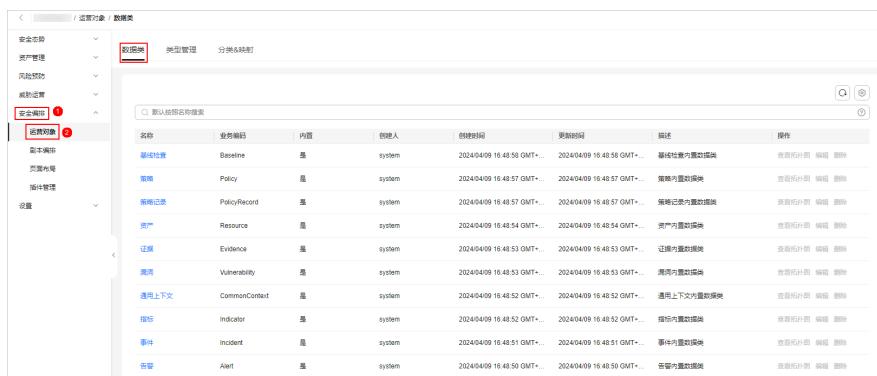 / 运营对象 / 数据类
安全态势
资产管理
风险预防
威胁运营
安全编排 1
运营对象 2
剧本编排
页面布局
插件管理
设置
数据类 类型管理 分类&映射
默认按照名称搜索
名称 业务编码 内置 创建人 创建时间 更新时间 描述 操作
基线检查 Baseline 是 system 2024/04/09 16:48:58 GMT+... 2024/04/09 16:48:58 GMT+... 基线检查内置数据类 查看拓扑图 编辑 删除
策略 Policy 是 system 2024/04/09 16:48:57 GMT+... 2024/04/09 16:48:57 GMT+... 策略内置数据类 查看拓扑图 编辑 删除
策略记录 PolicyRecord 是 system 2024/04/09 16:48:57 GMT+... 2024/04/09 16:48:57 GMT+... 策略记录内置数据类 查看拓扑图 编辑 删除
资产 Resource 是 system 2024/04/09 16:48:54 GMT+... 2024/04/09 16:48:54 GMT+... 资产内置数据类 查看拓扑图 编辑 删除
证据 Evidence 是 system 2024/04/09 16:48:53 GMT+... 2024/04/09 16:48:53 GMT+... 证据内置数据类 查看拓扑图 编辑 删除
漏洞 Vulnerability 是 system 2024/04/09 16:48:53 GMT+... 2024/04/09 16:48:53 GMT+... 漏洞内置数据类 查看拓扑图 编辑 删除
通用上下文 CommonContext 是 system 2024/04/09 16:48:52 GMT+... 2024/04/09 16:48:52 GMT+... 通用上下文内置数据类 查看拓扑图 编辑 删除
指标 Indicator 是 system 2024/04/09 16:48:52 GMT+... 2024/04/09 16:48:52 GMT+... 指标内置数据类 查看拓扑图 编辑 删除
事件 Incident 是 system 2024/04/09 16:48:51 GMT+... 2024/04/09 16:48:51 GMT+... 事件内置数据类 查看拓扑图 编辑 删除
告警 Alert 是 system 2024/04/09 16:48:50 GMT+... 2024/04/09 16:48:50 GMT+... 告警内置数据类 查看拓扑图 编辑 删除